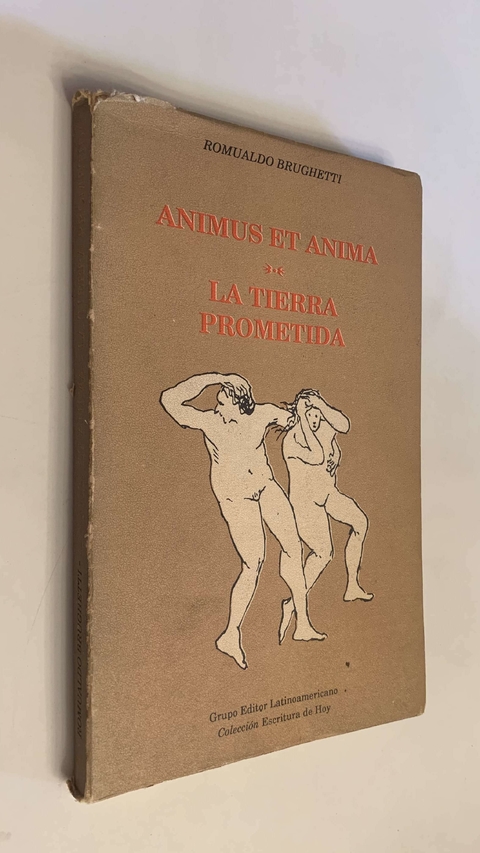 ROMUALDO BRUGHETTI
ANIMUS ET ANIMA
LA TIERRA
PROMETIDA
Grupo Editor Latinoamericano
Colección Escritura de Hoy
ROMUALDO BRUGHETTI -